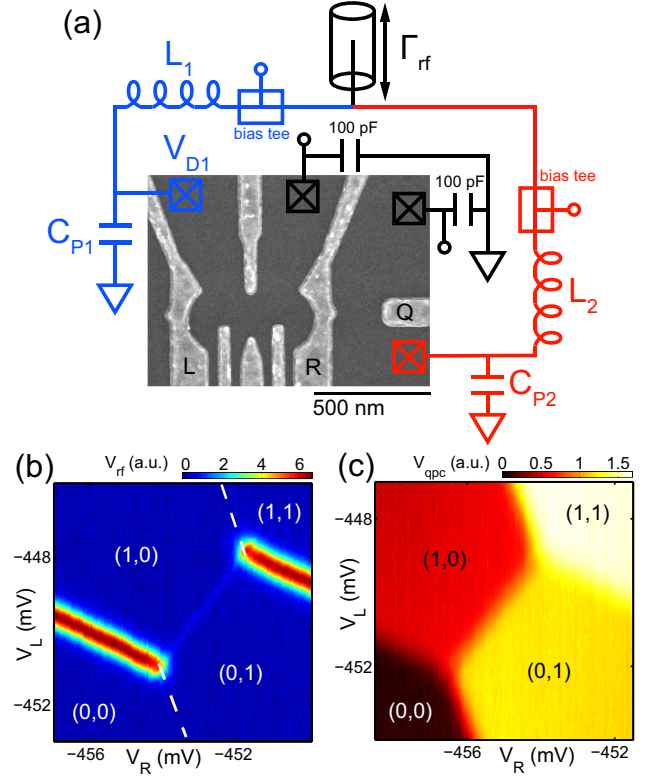 (a)
L1
bias tee
Γrf
VD1
100 pF
100 pF
bias tee
CP1
L2
Q
L
R
CP2
500 nm
(b)
Vrf (a.u.)
0 2 4 6
(1,1)
−448
(1,0)
VL (mV)
(0,1)
−452
(0,0)
−456
VR (mV)
−452
(c)
Vqpc (a.u.)
0 0.5 1 1.5
(1,1)
−448
(1,0)
VL (mV)
−452
(0,1)
(0,0)
−456
VR (mV)
−452